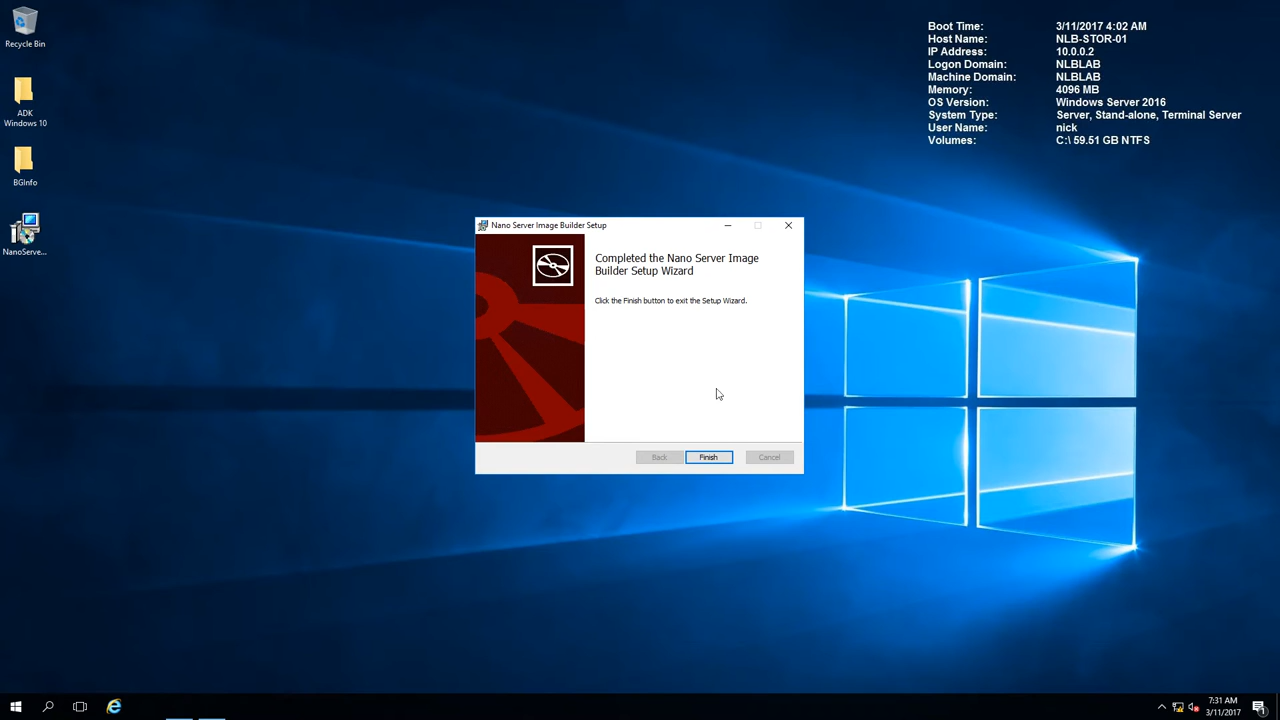 Recycle Bin
ADK
Windows 10
BGInfo
NanoServe...
Boot Time: 3/11/2017 4:02 AM
Host Name: NLB-STOR-01
IP Address: 10.0.0.2
Logon Domain: NLBLAB
Machine Domain: NLBLAB
Memory: 4096 MB
OS Version: Windows Server 2016
System Type: Server, Stand-alone, Terminal Server
User Name: nick
Volumes: C:\ 59.51 GB NTFS
Nano Server Image Builder Setup
Completed the Nano Server Image
Builder Setup Wizard
Click the Finish button to exit the Setup Wizard.
Back Finish Cancel
7:31 AM
3/11/2017
1